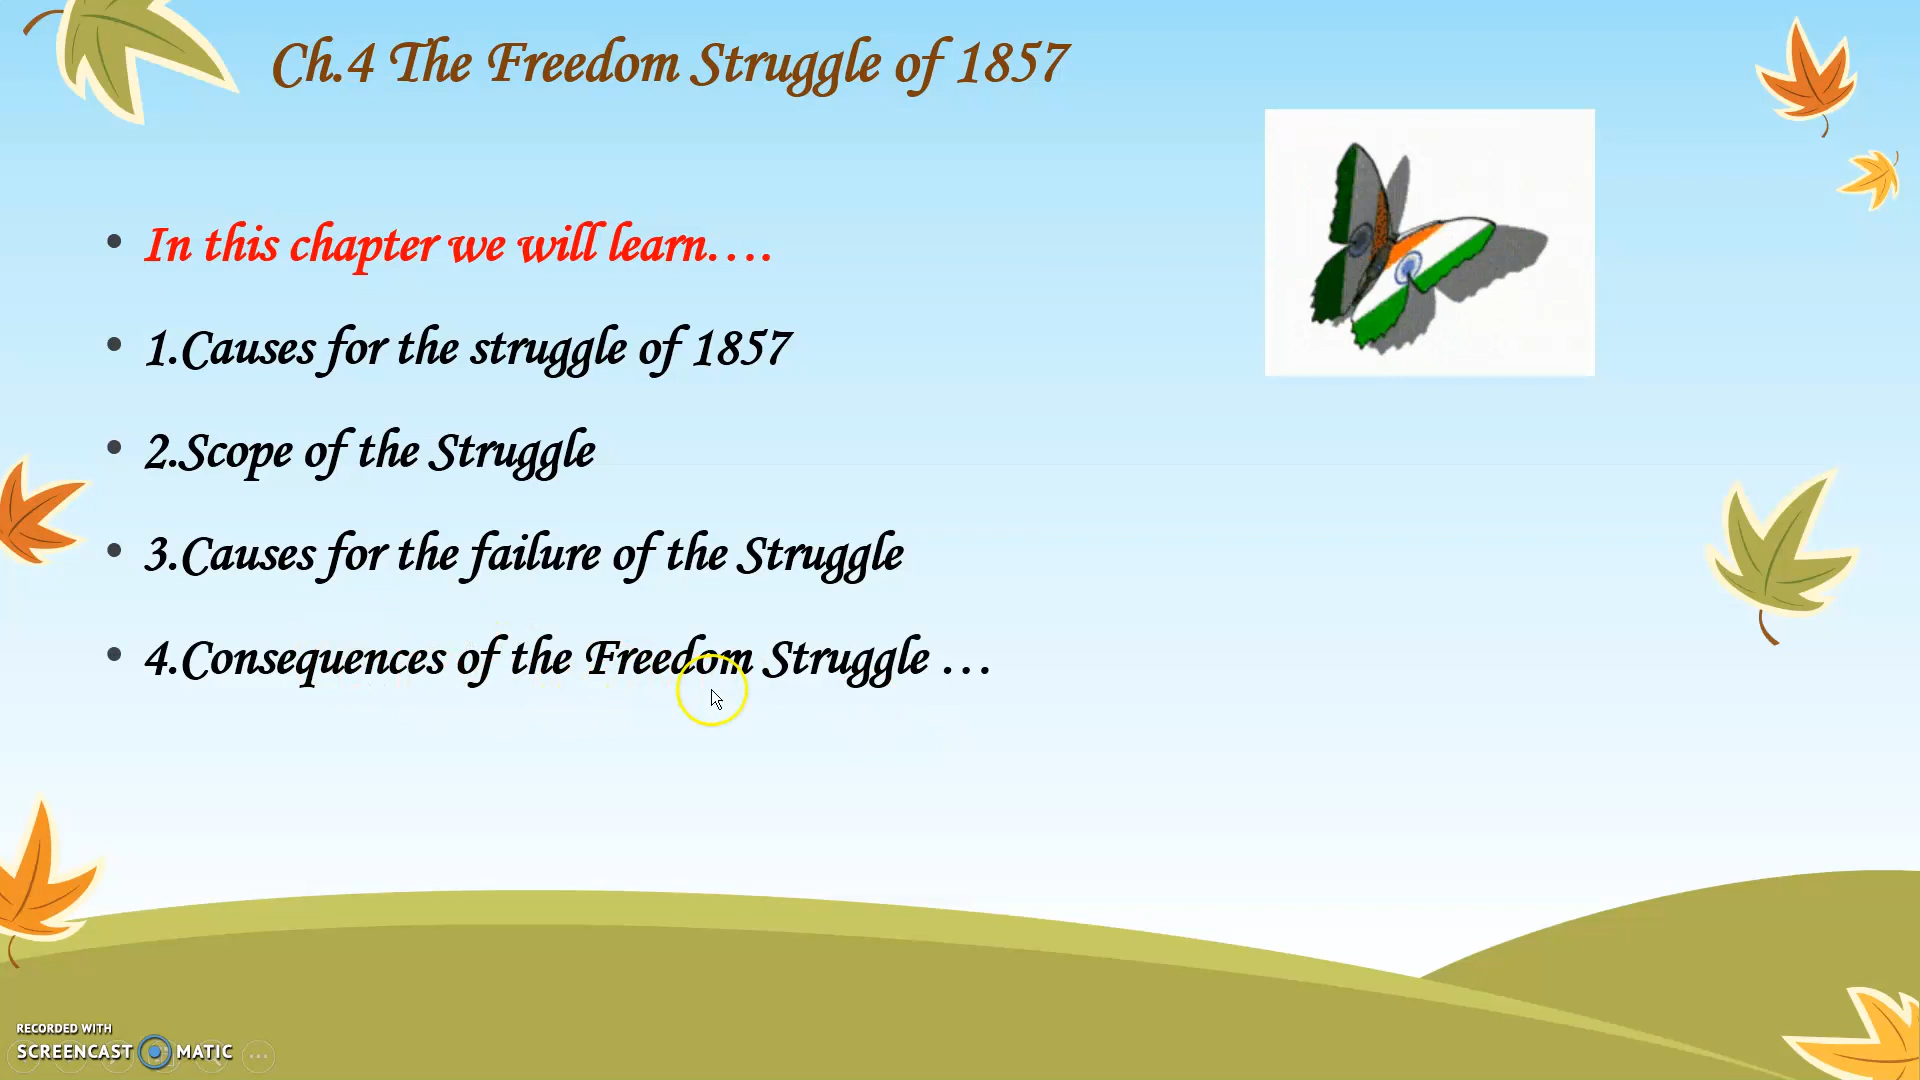 Ch.4 The Freedom Struggle of 1857
In this chapter we will learn....
1.Causes for the struggle of 1857
2.Scope of the Struggle
3.Causes for the failure of the Struggle
4.Consequences of the Freedom Struggle ...
RECORDED WITH
SCREENCAST MATIC